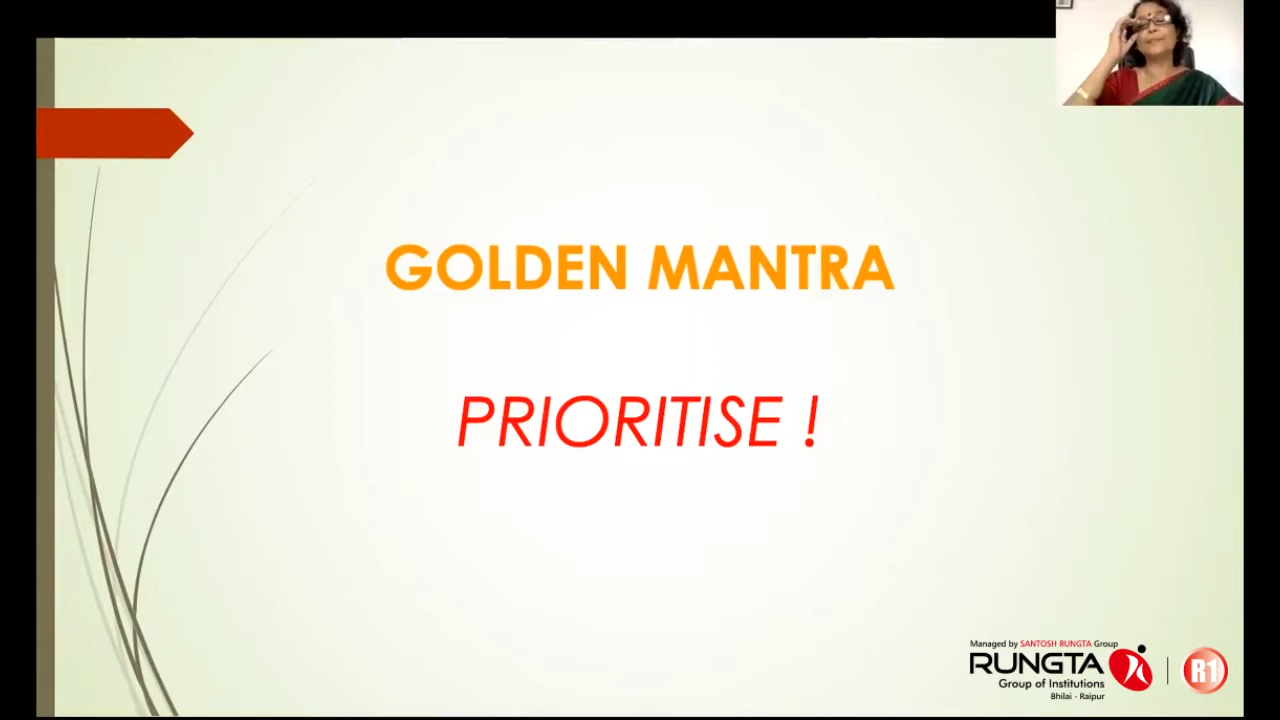 GOLDEN MANTRA
PRIORITISE !
Managed by SANTOSH RUNGTA Group
RUNGTA
Group of Institutions
Bhilai - Raipur
R1